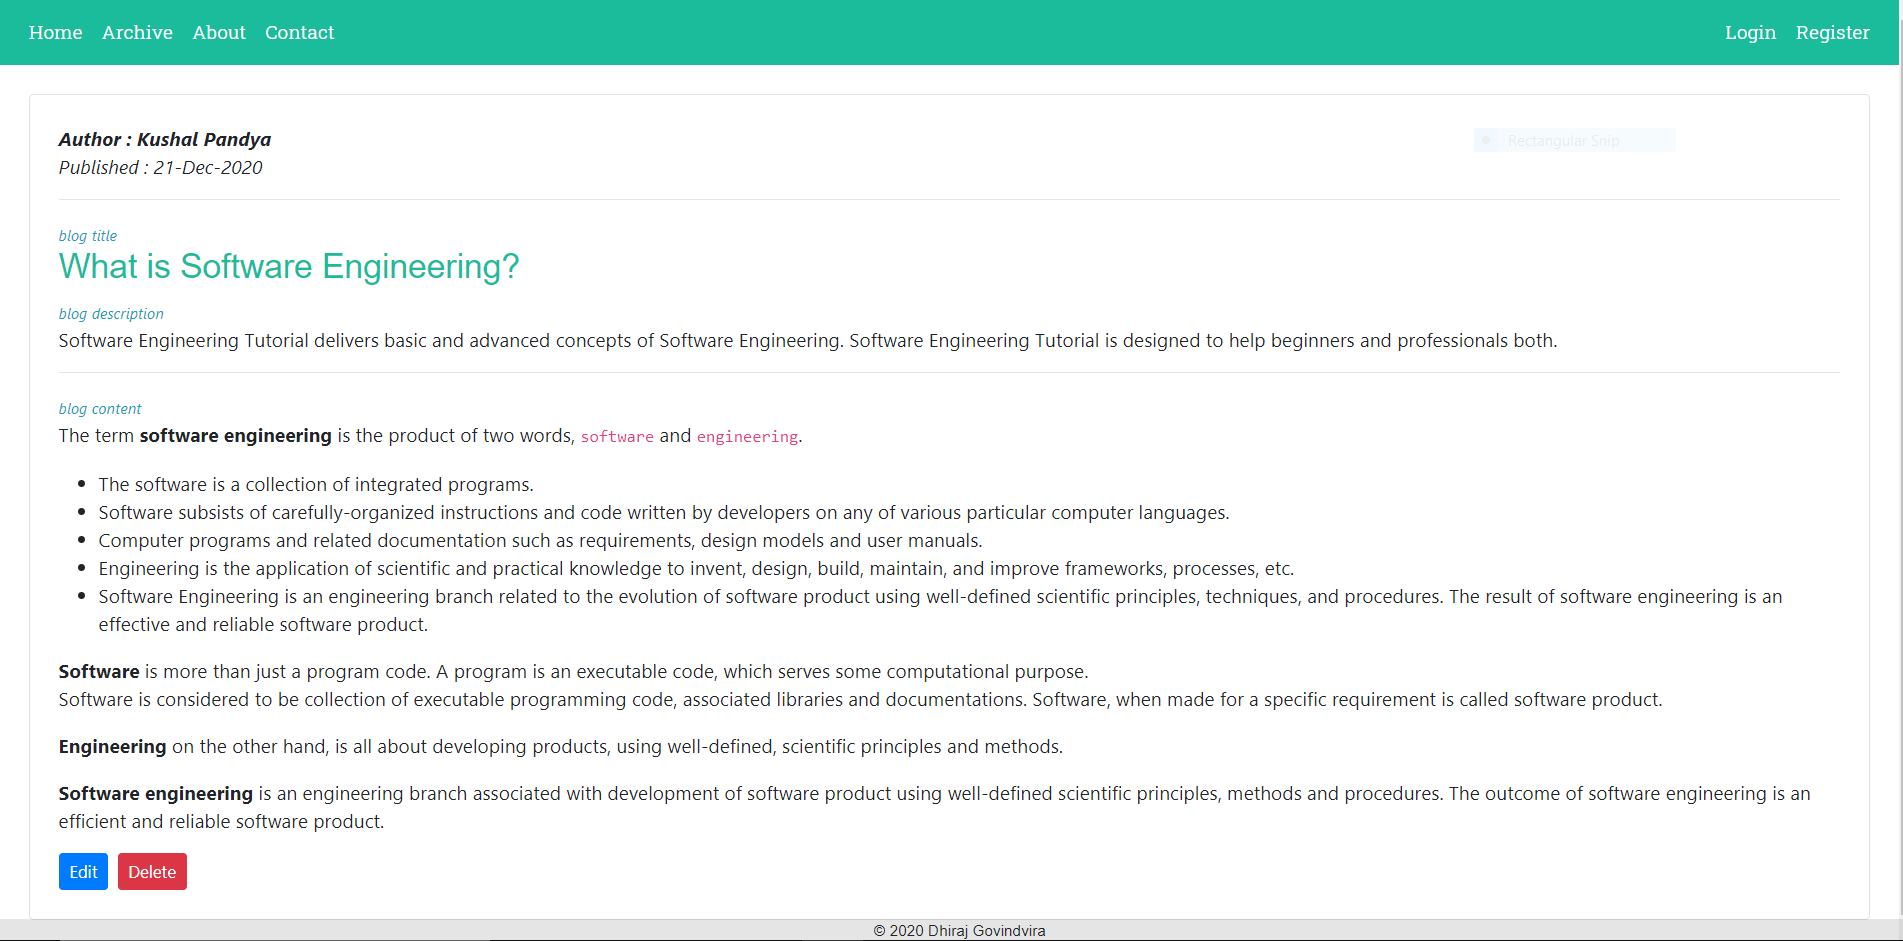 Home Archive About Contact Login Register
Author : Kushal Pandya
Rectangular Snip
Published : 21-Dec-2020
blog title
What is Software Engineering?
blog description
Software Engineering Tutorial delivers basic and advanced concepts of Software Engineering. Software Engineering Tutorial is designed to help beginners and professionals both.
blog content
The term software engineering is the product of two words, software and engineering.
• The software is a collection of integrated programs.
• Software subsists of carefully-organized instructions and code written by developers on any of various particular computer languages.
• Computer programs and related documentation such as requirements, design models and user manuals.
• Engineering is the application of scientific and practical knowledge to invent, design, build, maintain, and improve frameworks, processes, etc.
• Software Engineering is an engineering branch related to the evolution of software product using well-defined scientific principles, techniques, and procedures. The result of software engineering is an
effective and reliable software product.
Software is more than just a program code. A program is an executable code, which serves some computational purpose.
Software is considered to be collection of executable programming code, associated libraries and documentations. Software, when made for a specific requirement is called software product.
Engineering on the other hand, is all about developing products, using well-defined, scientific principles and methods.
Software engineering is an engineering branch associated with development of software product using well-defined scientific principles, methods and procedures. The outcome of software engineering is an
efficient and reliable software product.
Edit Delete
© 2020 Dhiraj Govindvira